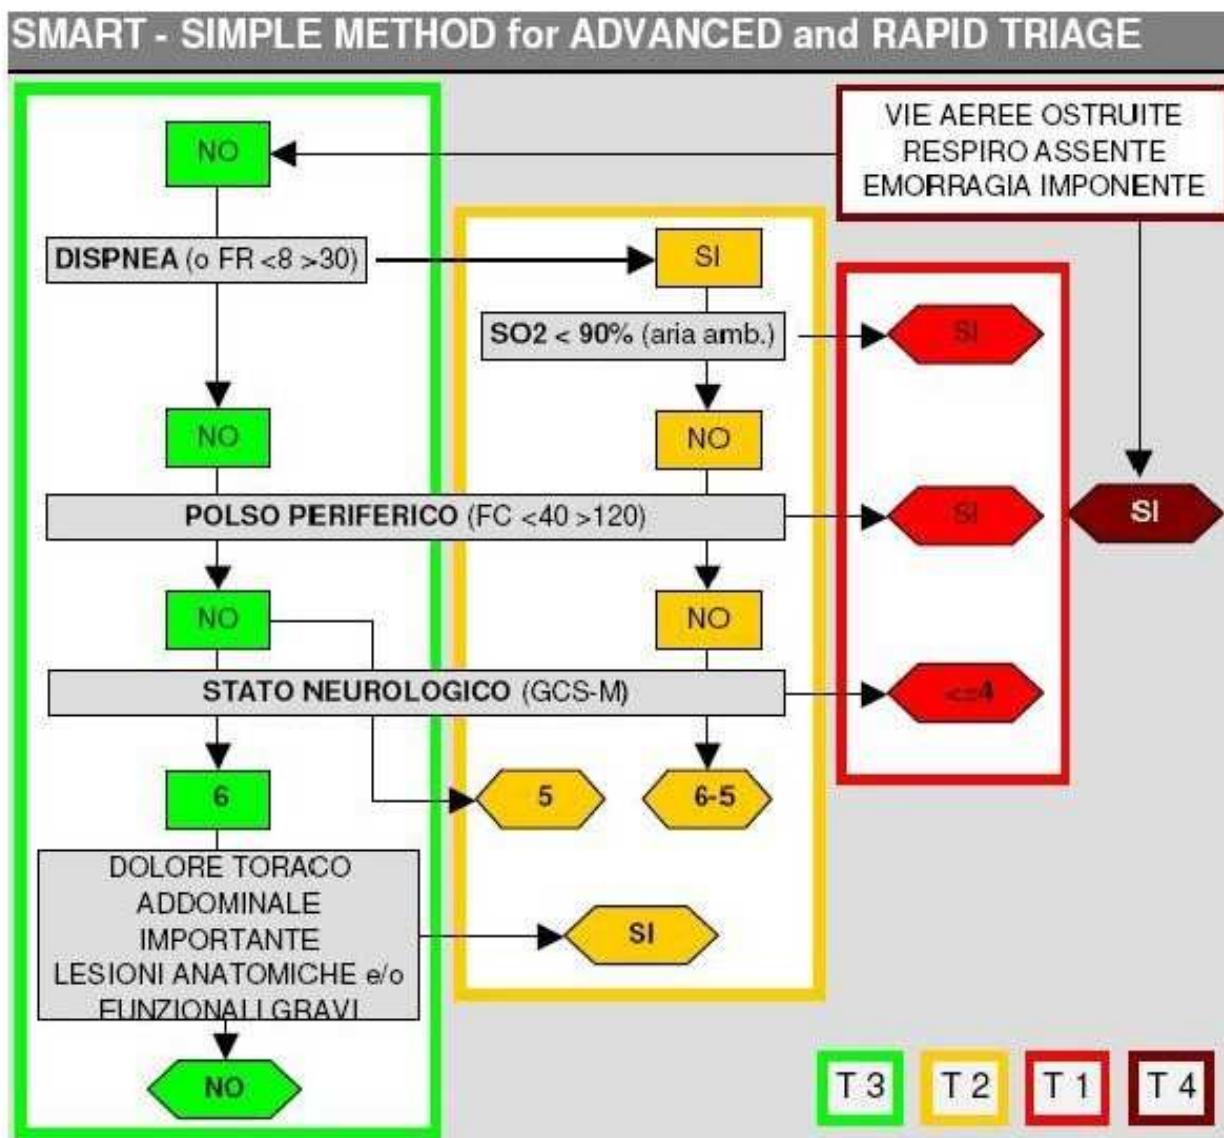 SMART - SIMPLE METHOD for ADVANCED and RAPID TRIAGE
VIE AEREE OSTRUITE
RESPIRO ASSENTE
EMORRAGIA IMPONENTE
NO
DISPNEA (o FR <8 >30)
SI
SO2 < 90% (aria amb.)
SI
NO
NO
POLSO PERIFERICO (FC <40 >120)
SI
SI
NO
NO
STATO NEUROLOGICO (GCS-M)
<=4
6
5
6-5
DOLORE TORACO
ADDOMINALE
IMPORTANTE
LESIONI ANATOMICHE e/o
FUNZIONALI GRAVI
SI
NO
T 3
T 2
T 1
T 4